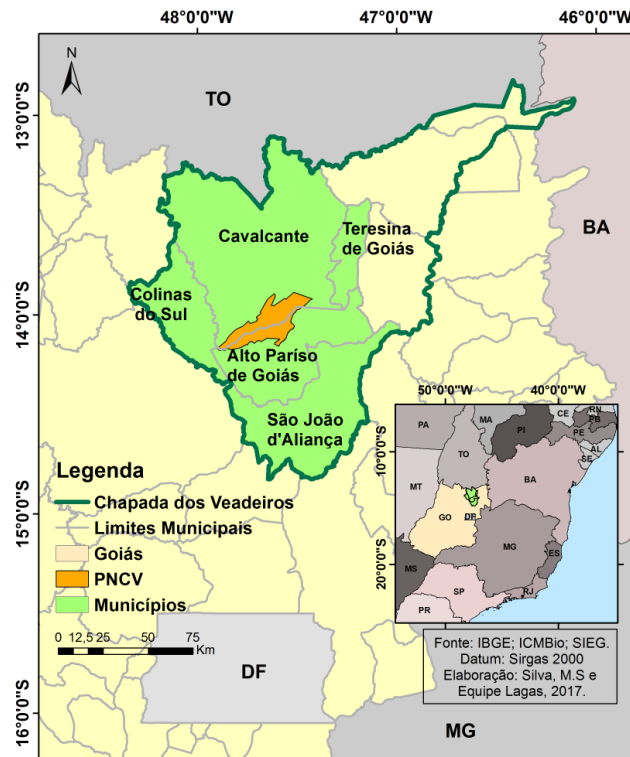 48°0'0"W
47°0'0"W
46°0'0"W
N
TO
13°0'0"S
BA
Cavalcante
Teresina
de Goiás
Colinas
do Sul
14°0'0"S
Alto Paríso
de Goiás
São João
d'Aliança
50°0'0"W
40°0'0"W
PA
MA
CE
RN
PB
PI
PE
AL
SE
TO
10°0'0"S
MT
BA
GO
DF
MG
ES
20°0'0"S
MS
SP
RJ
PR
Legenda
Chapada dos Veadeiros
Limites Municipais
Goiás
PNCV
Municípios
15°0'0"S
0 12,5 25 50 75
Km
DF
Fonte: IBGE; ICMBio; SIEG.
Datum: Sirgas 2000
Elaboração: Silva, M.S e
Equipe Lagas, 2017.
16°0'0"S
MG